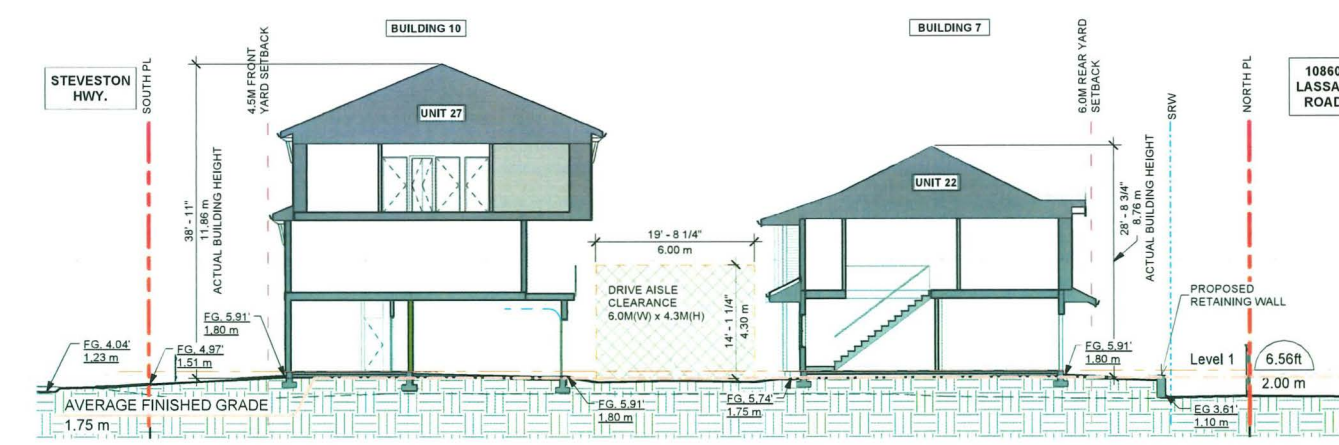 BUILDING 10
BUILDING 7
STEVESTON
HWY.
SOUTH PL
4.5M FRONT
YARD SETBACK
UNIT 27
38' - 11"
11.86 m
ACTUAL BUILDING HEIGHT
6.0M REAR YARD
SETBACK
SRW
NORTH PL
10860
LASSA
ROAD
UNIT 22
28' - 8 3/4"
8.76 m
ACTUAL BUILDING HEIGHT
19' - 8 1/4"
6.00 m
DRIVE AISLE
CLEARANCE
6.0M(W) x 4.3M(H)
14' - 1 1/4"
4.30 m
PROPOSED
RETAINING WALL
FG. 5.91'
1.80 m
FG. 4.04'
1.23 m
FG. 4.97'
1.51 m
FG. 5.91'
1.80 m
Level 1
6.56ft
2.00 m
AVERAGE FINISHED GRADE
1.75 m
FG. 5.91'
1.80 m
FG. 5.74'
1.75 m
EG 3.61'
1.10 m